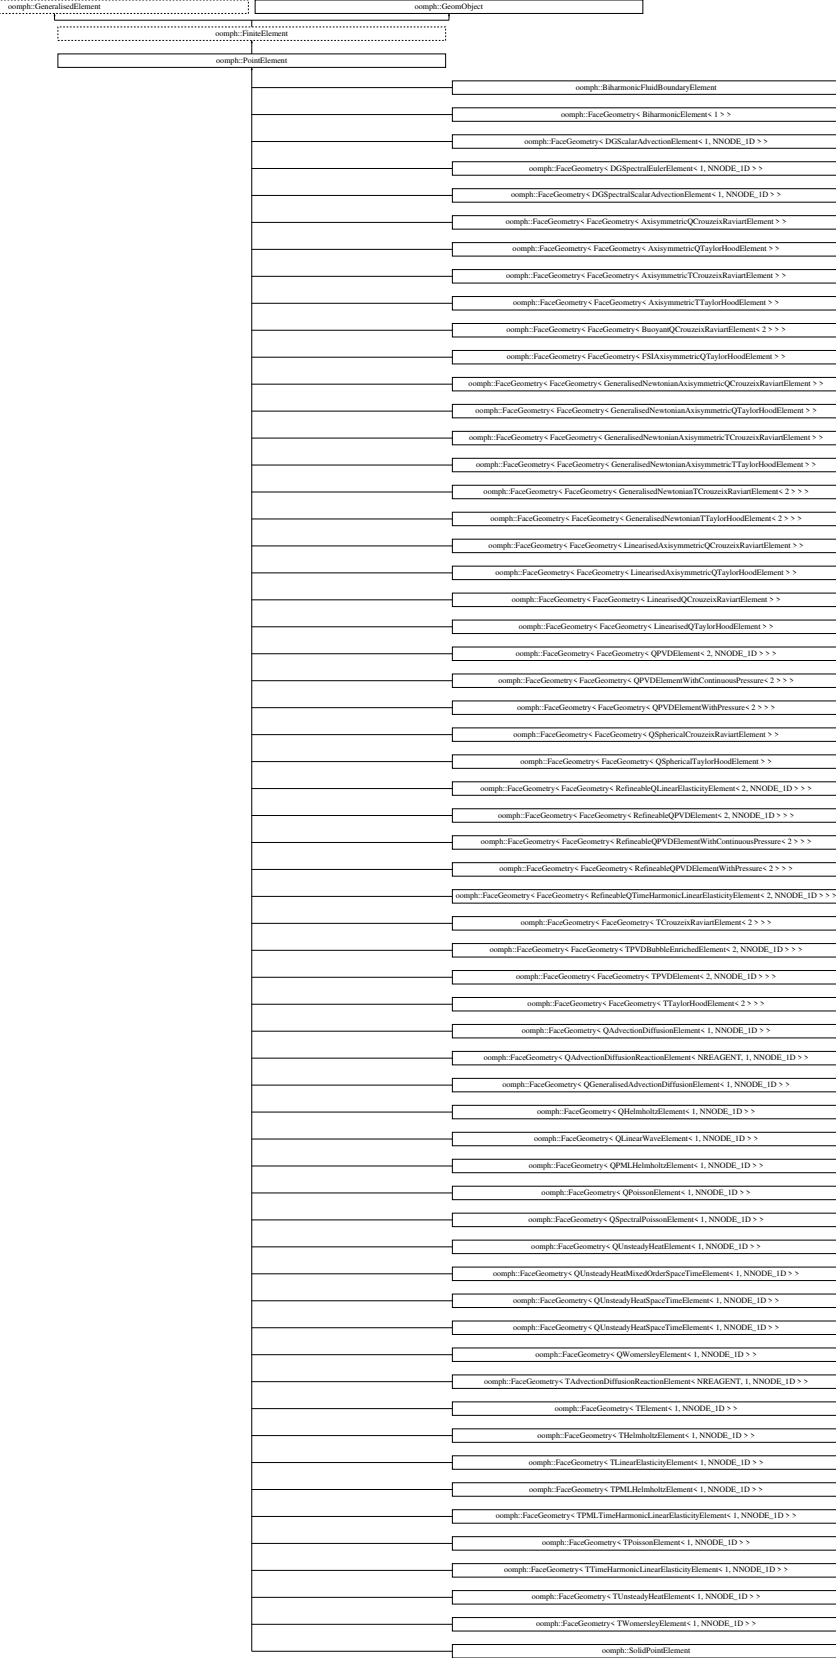 oomph::GeneralisedElement
oomph::GeomObject
oomph::FiniteElement
oomph::PointElement
oomph::BiharmonicFluidBoundaryElement
oomph::FaceGeometry< BiharmonicElement< 1 > >
oomph::FaceGeometry< DGScalarAdvectionElement< 1, NNODE_1D > >
oomph::FaceGeometry< DGSpectralEulerElement< 1, NNODE_1D > >
oomph::FaceGeometry< DGSpectralScalarAdvectionElement< 1, NNODE_1D > >
oomph::FaceGeometry< FaceGeometry< AxisymmetricQCrouzeixRaviartElement > >
oomph::FaceGeometry< FaceGeometry< AxisymmetricQTaylorHoodElement > >
oomph::FaceGeometry< FaceGeometry< AxisymmetricTCrouzeixRaviartElement > >
oomph::FaceGeometry< FaceGeometry< AxisymmetricTTaylorHoodElement > >
oomph::FaceGeometry< FaceGeometry< BuoyantQCrouzeixRaviartElement< 2 > > >
oomph::FaceGeometry< FaceGeometry< FSIAxisymmetricQTaylorHoodElement > >
oomph::FaceGeometry< FaceGeometry< GeneralisedNewtonianAxisymmetricQCrouzeixRaviartElement > >
oomph::FaceGeometry< FaceGeometry< GeneralisedNewtonianAxisymmetricQTaylorHoodElement > >
oomph::FaceGeometry< FaceGeometry< GeneralisedNewtonianAxisymmetricTCrouzeixRaviartElement > >
oomph::FaceGeometry< FaceGeometry< GeneralisedNewtonianAxisymmetricTTaylorHoodElement > >
oomph::FaceGeometry< FaceGeometry< GeneralisedNewtonianTCrouzeixRaviartElement< 2 > > >
oomph::FaceGeometry< FaceGeometry< GeneralisedNewtonianTTaylorHoodElement< 2 > > >
oomph::FaceGeometry< FaceGeometry< LinearisedAxisymmetricQCrouzeixRaviartElement > >
oomph::FaceGeometry< FaceGeometry< LinearisedAxisymmetricQTaylorHoodElement > >
oomph::FaceGeometry< FaceGeometry< LinearisedQCrouzeixRaviartElement > >
oomph::FaceGeometry< FaceGeometry< LinearisedQTaylorHoodElement > >
oomph::FaceGeometry< FaceGeometry< QPVDElement< 2, NNODE_1D > > >
oomph::FaceGeometry< FaceGeometry< QPVDElementWithContinuousPressure< 2 > > >
oomph::FaceGeometry< FaceGeometry< QPVDElementWithPressure< 2 > > >
oomph::FaceGeometry< FaceGeometry< QSphericalCrouzeixRaviartElement > >
oomph::FaceGeometry< FaceGeometry< QSphericalTaylorHoodElement > >
oomph::FaceGeometry< FaceGeometry< RefineableQLinearElasticityElement< 2, NNODE_1D > > >
oomph::FaceGeometry< FaceGeometry< RefineableQPVDElement< 2, NNODE_1D > > >
oomph::FaceGeometry< FaceGeometry< RefineableQPVDElementWithContinuousPressure< 2 > > >
oomph::FaceGeometry< FaceGeometry< RefineableQPVDElementWithPressure< 2 > > >
oomph::FaceGeometry< FaceGeometry< RefineableQTimeHarmonicLinearElasticityElement< 2, NNODE_1D > > >
oomph::FaceGeometry< FaceGeometry< TCrouzeixRaviartElement< 2 > > >
oomph::FaceGeometry< FaceGeometry< TPVDBubbleEnrichedElement< 2, NNODE_1D > > >
oomph::FaceGeometry< FaceGeometry< TPVDElement< 2, NNODE_1D > > >
oomph::FaceGeometry< FaceGeometry< TTaylorHoodElement< 2 > > >
oomph::FaceGeometry< QAdvectionDiffusionElement< 1, NNODE_1D > >
oomph::FaceGeometry< QAdvectionDiffusionReactionElement< NREAGENT, 1, NNODE_1D > >
oomph::FaceGeometry< QGeneralisedAdvectionDiffusionElement< 1, NNODE_1D > >
oomph::FaceGeometry< QHelmholtzElement< 1, NNODE_1D > >
oomph::FaceGeometry< QLinearWaveElement< 1, NNODE_1D > >
oomph::FaceGeometry< QPMLHelmholtzElement< 1, NNODE_1D > >
oomph::FaceGeometry< QPoissonElement< 1, NNODE_1D > >
oomph::FaceGeometry< QSpectralPoissonElement< 1, NNODE_1D > >
oomph::FaceGeometry< QUnsteadyHeatElement< 1, NNODE_1D > >
oomph::FaceGeometry< QUnsteadyHeatMixedOrderSpaceTimeElement< 1, NNODE_1D > >
oomph::FaceGeometry< QUnsteadyHeatSpaceTimeElement< 1, NNODE_1D > >
oomph::FaceGeometry< QUnsteadyHeatSpaceTimeElement< 1, NNODE_1D > >
oomph::FaceGeometry< QWomersleyElement< 1, NNODE_1D > >
oomph::FaceGeometry< TAdvectionDiffusionReactionElement< NREAGENT, 1, NNODE_1D > >
oomph::FaceGeometry< TElement< 1, NNODE_1D > >
oomph::FaceGeometry< THelmholtzElement< 1, NNODE_1D > >
oomph::FaceGeometry< TLinearElasticityElement< 1, NNODE_1D > >
oomph::FaceGeometry< TPMLHelmholtzElement< 1, NNODE_1D > >
oomph::FaceGeometry< TPMLTimeHarmonicLinearElasticityElement< 1, NNODE_1D > >
oomph::FaceGeometry< TPoissonElement< 1, NNODE_1D > >
oomph::FaceGeometry< TTimeHarmonicLinearElasticityElement< 1, NNODE_1D > >
oomph::FaceGeometry< TUnsteadyHeatElement< 1, NNODE_1D > >
oomph::FaceGeometry< TWomersleyElement< 1, NNODE_1D > >
oomph::SolidPointElement